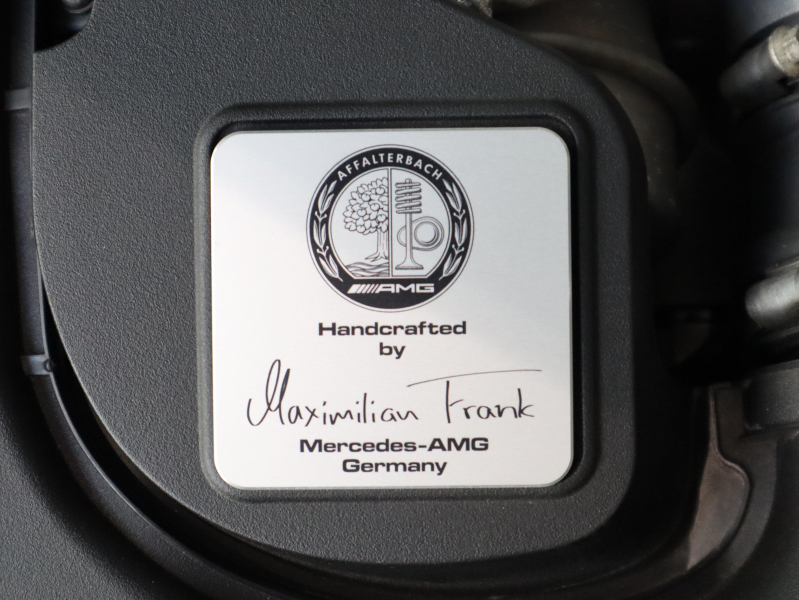 AFFALTERBACH
AMG
Handcrafted
by
Maximilian Frank
Mercedes-AMG
Germany